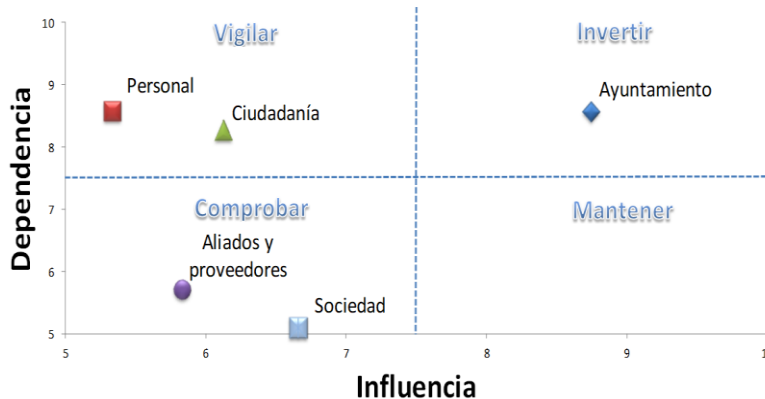 10
Vigilar
Invertir
9
Personal
Ciudadanía
Ayuntamiento
8
Dependencia
7
Comprobar
Mantener
Aliados y
proveedores
6
Sociedad
5
5
6
7
8
9
1
Influencia